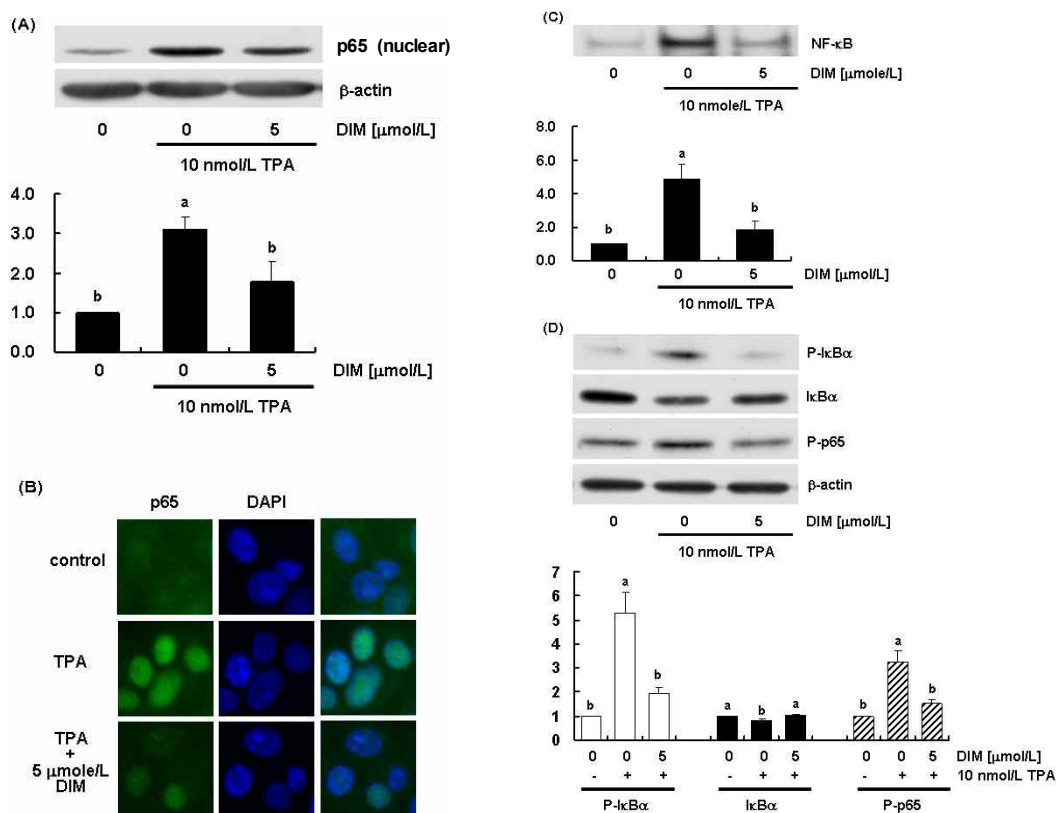 (A)
p65 (nuclear)
β-actin
0 0 5 DIM [μmol/L]
10 nmol/L TPA
4.0
3.0
2.0
1.0
0.0
b a b
0 0 5 DIM [μmol/L]
10 nmol/L TPA
(B)
p65 DAPI
control
TPA
TPA
+
5 μmole/L
DIM
(C)
NF-κB
0 0 5 DIM [μmole/L]
10 nmole/L TPA
8.0
6.0
4.0
2.0
0.0
b a b
0 0 5 DIM [μmol/L]
10 nmol/L TPA
(D)
P-IκBα
IκBα
P-p65
β-actin
0 0 5 DIM [μmol/L]
10 nmol/L TPA
7
6
5
4
3
2
1
0
b a b a b a b a b
0 0 5 0 0 5 0 0 5 DIM [μmol/L]
- + + - + + - + + 10 nmol/L TPA
P-IκBα IκBα P-p65